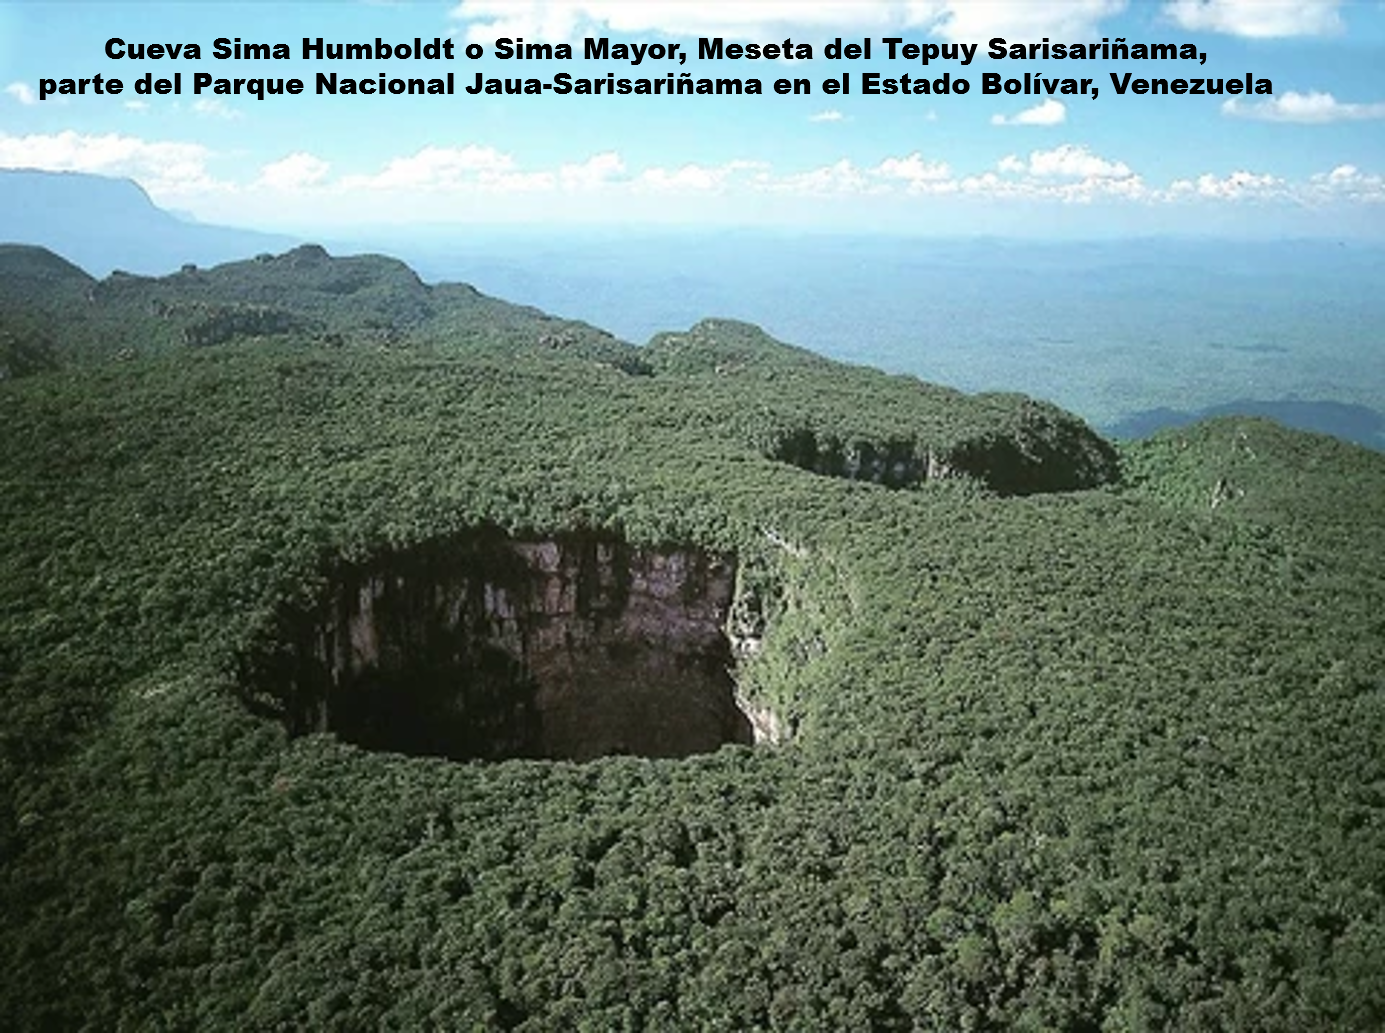 Cueva Sima Humboldt o Sima Mayor, Meseta del Tepuy Sarisariñama,
parte del Parque Nacional Jaua-Sarisariñama en el Estado Bolívar, Venezuela